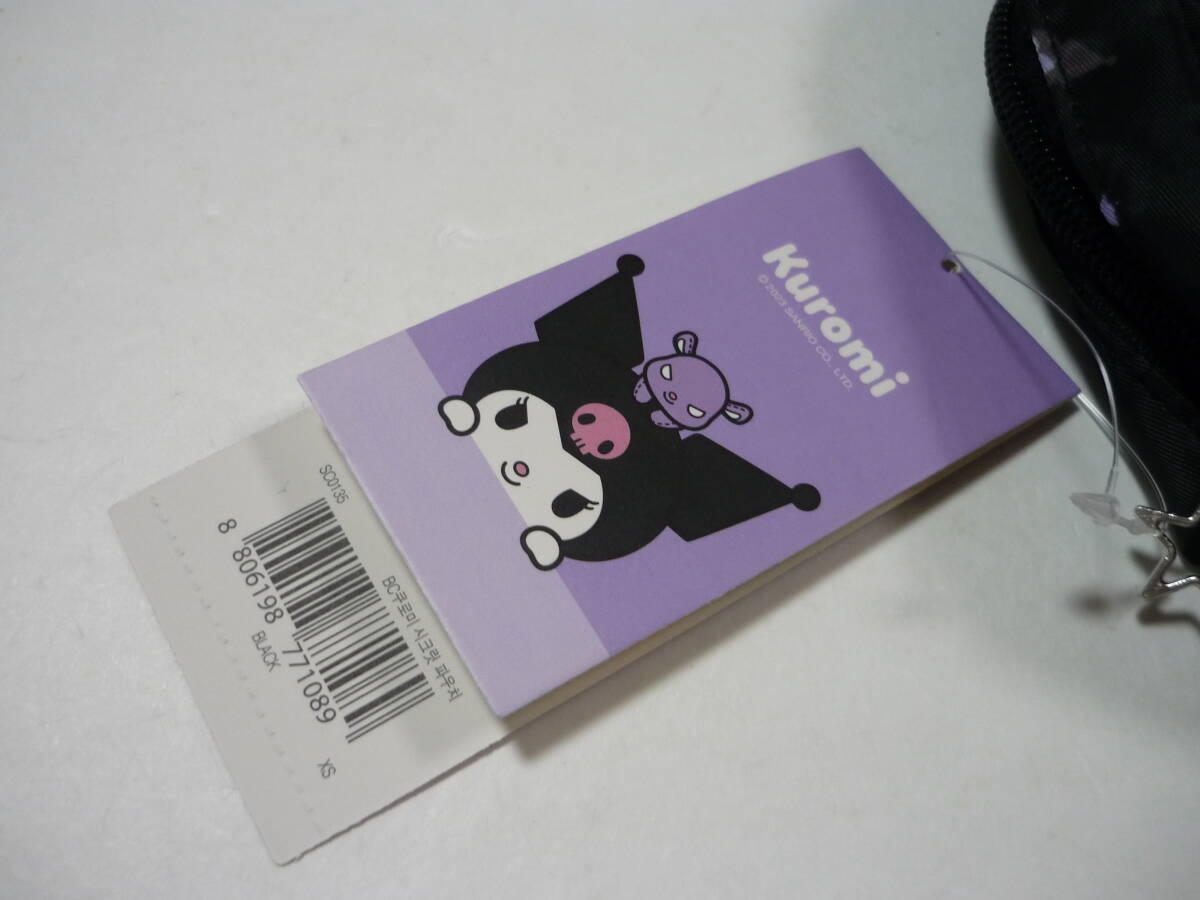 Kuromi
© 2003 SANRIO CO., LTD.
SC0135
BC쿠로미 시크릿 파우치
8 806198 771089
BLACK XS